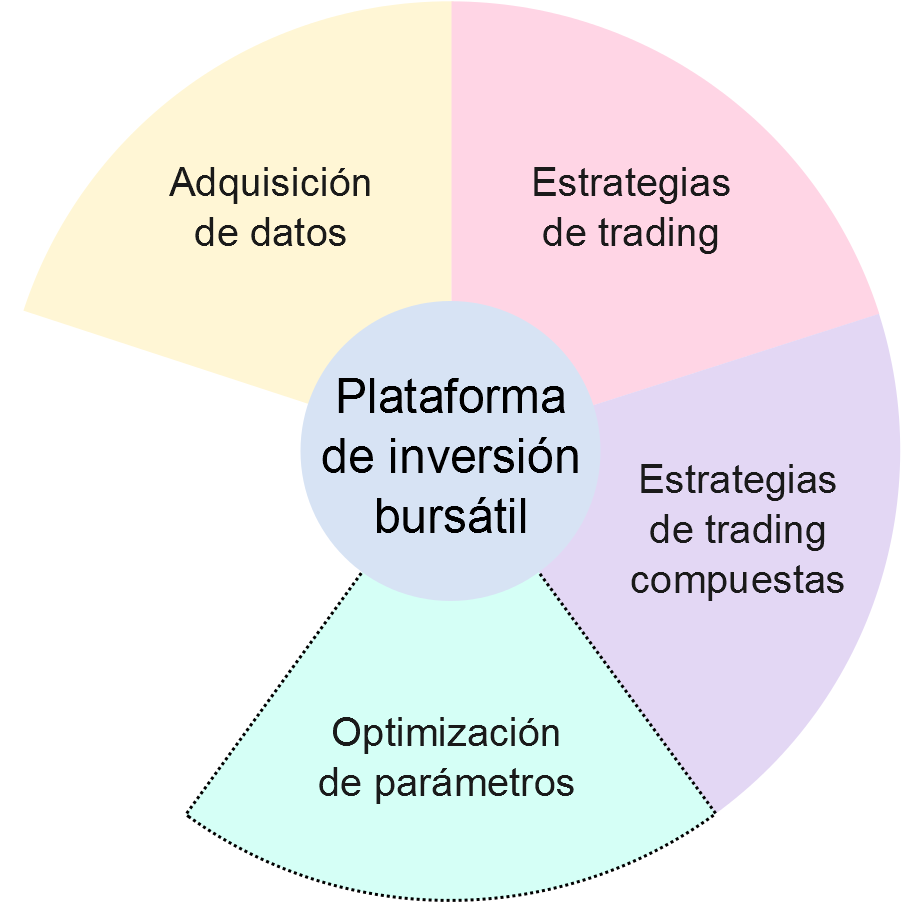 Adquisición
de datos
Estrategias
de trading
Plataforma
de inversión
bursátil
Estrategias
de trading
compuestas
Optimización
de parámetros